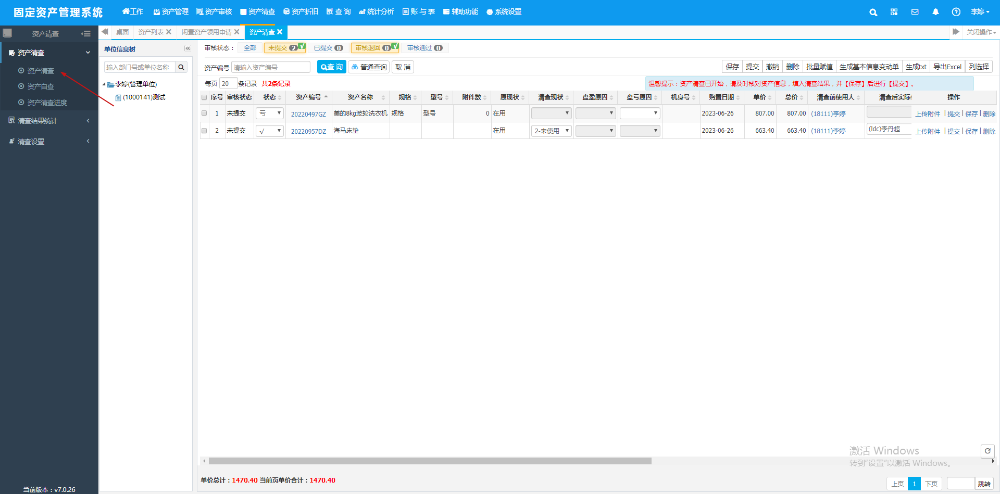 固定资产管理系统 工作 资产管理 资产审核 资产清查 资产折旧 查 询 统计分析 账 与 表 辅助功能 系统设置 李婷
资产清查 桌面 资产列表 闲置资产领用申请 资产清查 关闭操作
资产清查
资产清查
资产自查
资产清查进度
清查结果统计
清查设置
当前版本：v7.0.26
单位信息树
输入部门号或单位名称
李婷(管理单位)
(1000141)测试
审核状态： 全部 未提交 2 已提交 0 审核退回 0 审核通过 0
资产编号 请输入资产编号 查 询 普通查询 取 消 保存 提交 撤销 删除 批量赋值 生成基本信息变动单 生成txt 导出Excel 列选择
每页 20 条记录 共2条记录 温馨提示：资产清查已开始，请及时核对资产信息，填入清查结果，并【保存】后进行【提交】。
序号 审核状态 状态 资产编号 资产名称 规格 型号 附件数 原现状 清查现状 盘盈原因 盘亏原因 机身号 购置日期 单价 总价 清查前使用人 清查后实际 操作
1 未提交 亏 20220497GZ 美的8kg波轮洗衣机 规格 型号 0 在用 2023-06-26 807.00 807.00 (18111)李婷 上传附件 | 提交 | 保存 | 删除
2 未提交 √ 20220957DZ 海马床垫 在用 2-未使用 2023-06-26 663.40 663.40 (18111)李婷 (ldc)李丹超 上传附件 | 提交 | 保存 | 删除
激活 Windows
转到"设置"以激活 Windows。
单价总计：1470.40 当前页单价合计：1470.40
上页 1 下页 跳转